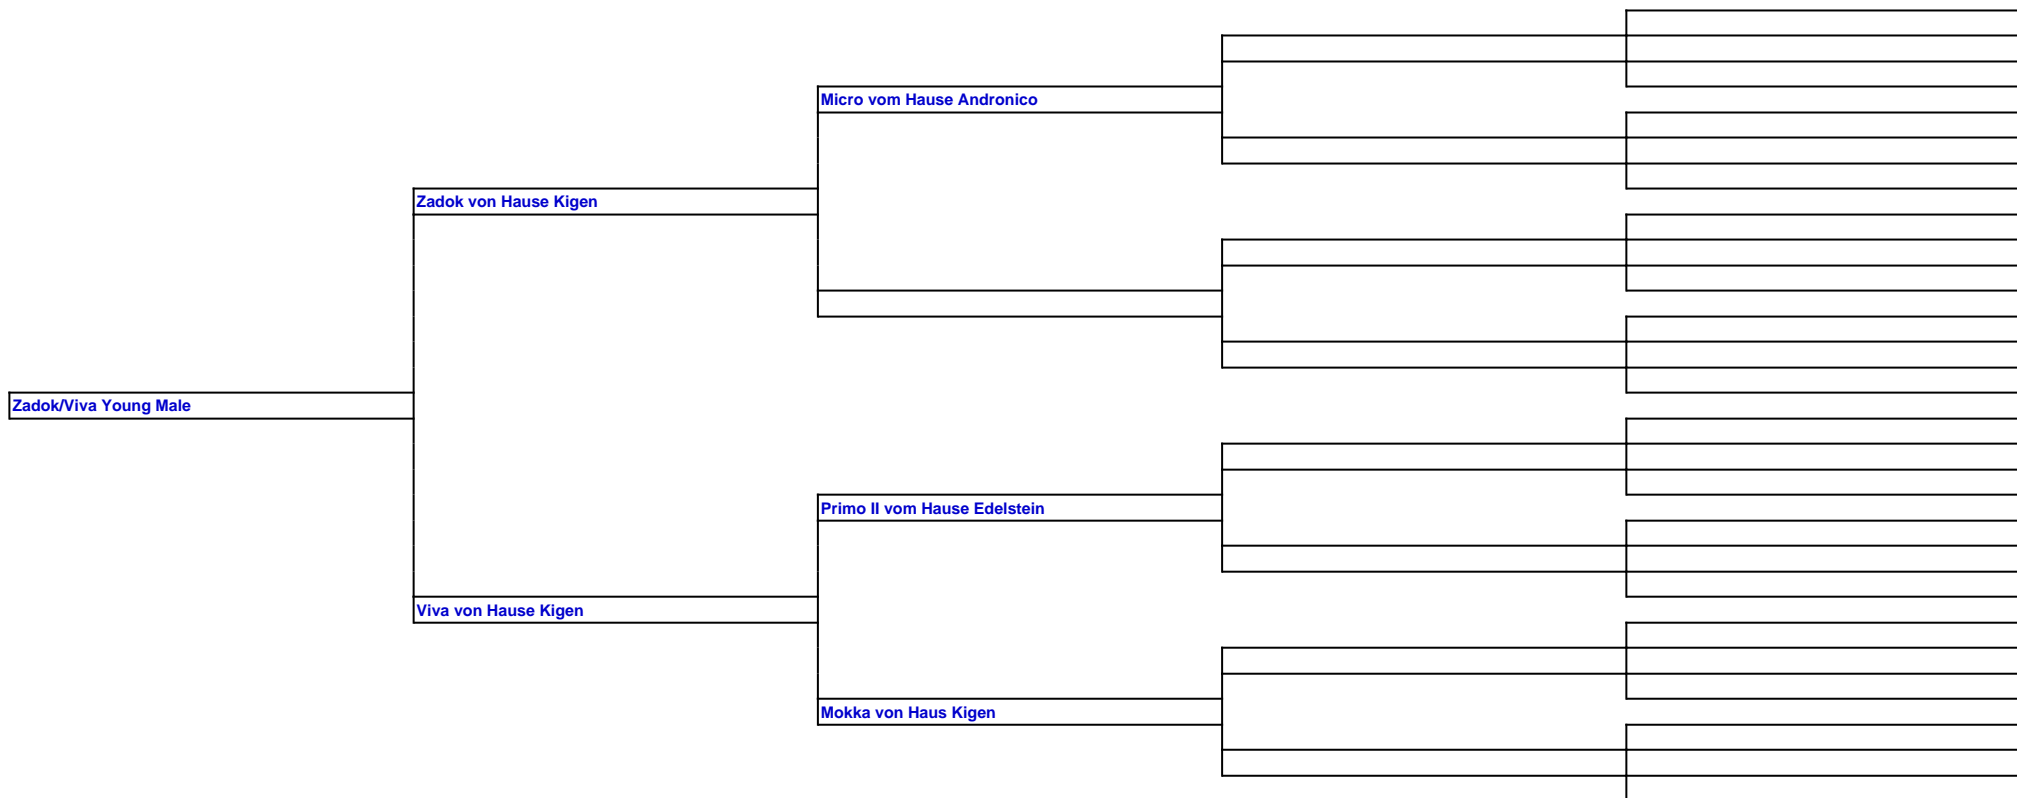 Micro vom Hause Andronico
Zadok von Hause Kigen
Zadok/Viva Young Male
Primo II vom Hause Edelstein
Viva von Hause Kigen
Mokka von Haus Kigen